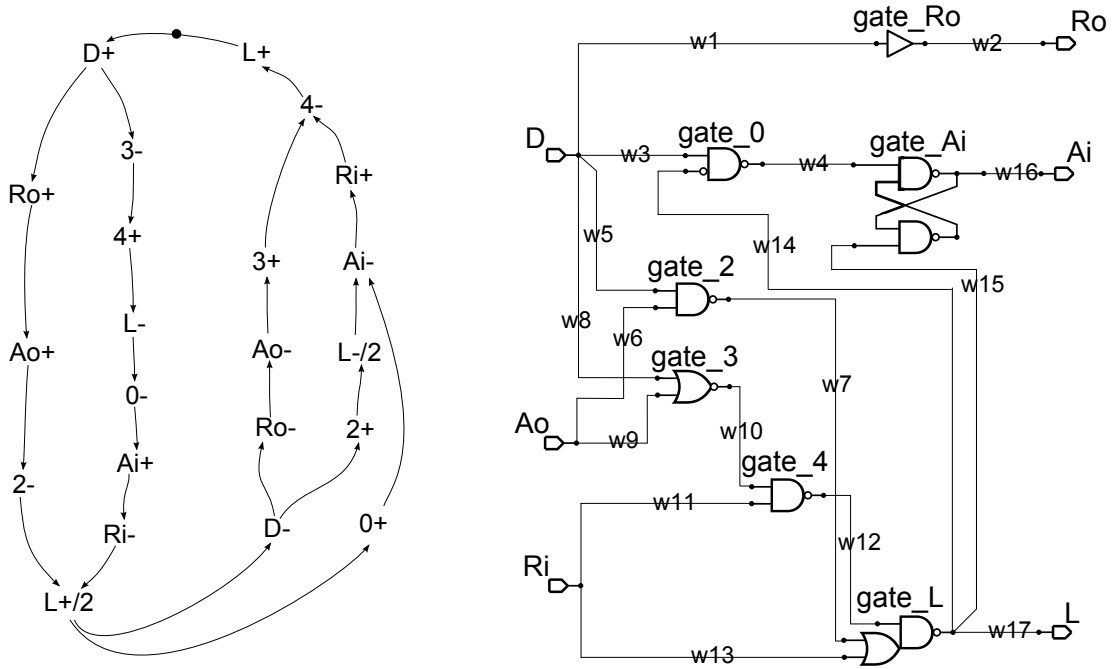 D+
L+
4-
3-
Ri+
Ro+
4+
3+
Ai-
L-
Ao+
Ao-
L-/2
0-
Ro-
2+
Ai+
2-
Ri-
D-
0+
L+/2
gate_Ro
Ro
w1
w2
D
gate_0
gate_Ai
Ai
w3
w4
w16
w5
w14
gate_2
w15
w8
w6
gate_3
w7
Ao
w9
w10
gate_4
w11
w12
Ri
gate_L
L
w17
w13